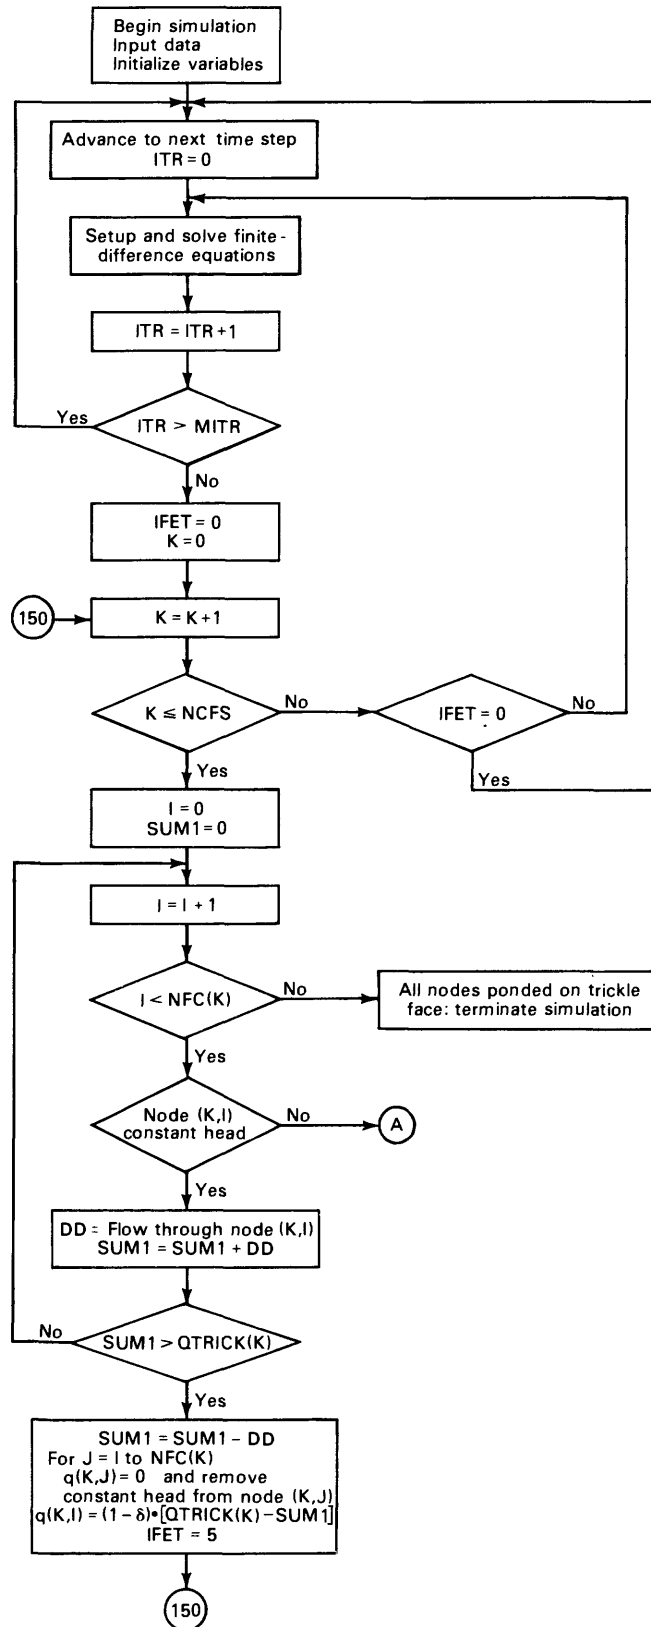 Begin simulation
Input data
Initialize variables
Advance to next time step
ITR = 0
Setup and solve finite-
difference equations
ITR = ITR+1
Yes
ITR > MITR
No
IFET = 0
K = 0
150
K = K+1
K ≤ NCFS
No
IFET = 0
No
Yes
Yes
I = 0
SUM1 = 0
I = I + 1
I < NFC(K)
No
All nodes ponded on trickle
face: terminate simulation
Yes
Node (K,I)
constant head
No
A
Yes
DD = Flow through node (K,I)
SUM1 = SUM1 + DD
No
SUM1 > QTRICK(K)
Yes
SUM1 = SUM1 – DD
For J = I to NFC(K)
q(K,J) = 0 and remove
constant head from node (K,J)
q(K,I) = (1 – δ)•[QTRICK(K) – SUM1]
IFET = 5
150